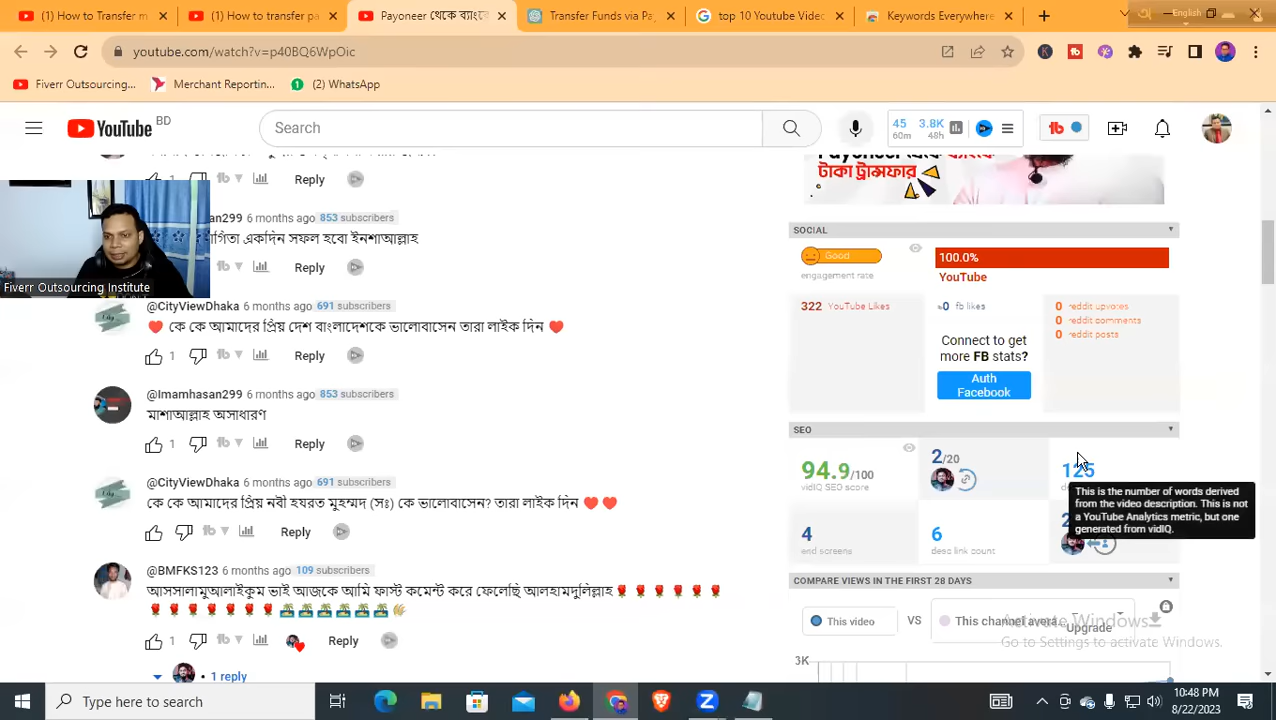 (1) How to transfer m
(1) How to transfer pa
Payoneer থেকে ব্যাংকে
Transfer Funds via Pay
top 10 Youtube Video
Keywords Everywhere
youtube.com/watch?v=p40BQ6WpOic
Fiverr Outsourcing...
Merchant Reportin...
(2) WhatsApp
YouTube BD
Search
45 60m
3.8K 48h
Reply
an299 6 months ago 853 subscribers
গিতা একদিন সফল হবো ইনশাআল্লাহ
Reply
Fiverr Outsourcing Institute
@CityViewDhaka 6 months ago 691 subscribers
❤️ কে কে আমাদের প্রিয় দেশ বাংলাদেশকে ভালোবাসেন তারা লাইক দিন ❤️
1 Reply
@Imamhasan299 6 months ago 853 subscribers
মাশাআল্লাহ অসাধারণ
1 Reply
@CityViewDhaka 6 months ago 691 subscribers
কে কে আমাদের প্রিয় নবী হযরত মুহম্মদ (সঃ) কে ভালোবাসেন? তারা লাইক দিন ❤️ ❤️
Reply
@BMFKS123 6 months ago 109 subscribers
আসসালামুআলাইকুম ভাই আজকে আমি ফাস্ট কমেন্ট করে ফেলেছি আলহামদুলিল্লাহ🌹🌹🌹🌹🌹🌹
🌹🌹🌹🌹🌹🌹🏝️🏝️🏝️🏝️🏝️🏝️👋
1 Reply
1 reply
টাকা ট্রান্সফার
SOCIAL
Good
engagement rate
100.0%
YouTube
322 YouTube Likes
0 fb likes
0 reddit upvotes
0 reddit comments
0 reddit posts
Connect to get
more FB stats?
Auth
Facebook
SEO
94.9/100
vidIQ SEO score
2/20
125
This is the number of words derived
from the video description. This is not
a YouTube Analytics metric, but one
generated from vidIQ.
4
end screens
6
desc link count
COMPARE VIEWS IN THE FIRST 28 DAYS
This video
VS
This channel avera...
Upgrade
Activate Windows
Go to Settings to activate Windows.
3K
Type here to search
10:48 PM
8/22/2023